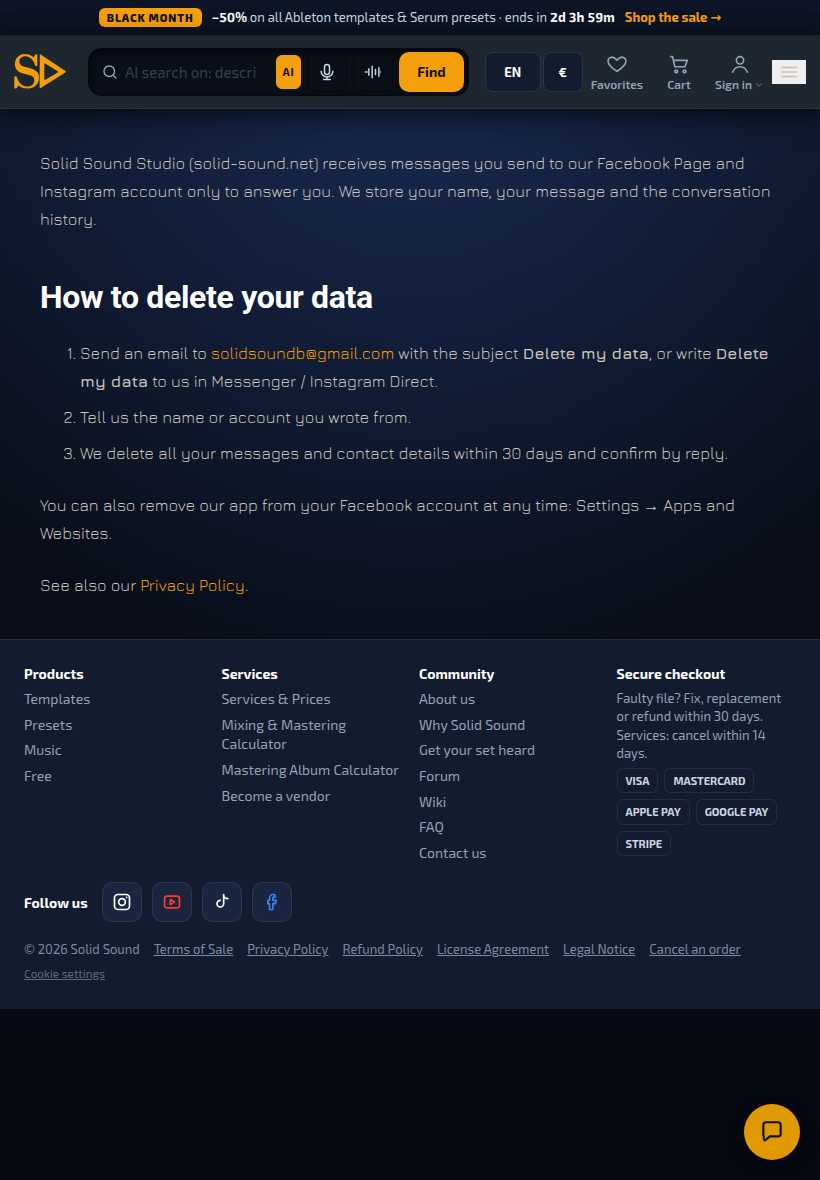 BLACK MONTH −50% on all Ableton templates & Serum presets · ends in 2d 3h 59m Shop the sale →
S
AI search on: descri
AI
Find
EN
€
Favorites
Cart
Sign in
Solid Sound Studio (solid-sound.net) receives messages you send to our Facebook Page and
Instagram account only to answer you. We store your name, your message and the conversation
history.
How to delete your data
1. Send an email to solidsoundb@gmail.com with the subject Delete my data, or write Delete
my data to us in Messenger / Instagram Direct.
2. Tell us the name or account you wrote from.
3. We delete all your messages and contact details within 30 days and confirm by reply.
You can also remove our app from your Facebook account at any time: Settings → Apps and
Websites.
See also our Privacy Policy.
Products
Templates
Presets
Music
Free
Services
Services & Prices
Mixing & Mastering
Calculator
Mastering Album Calculator
Become a vendor
Community
About us
Why Solid Sound
Get your set heard
Forum
Wiki
FAQ
Contact us
Secure checkout
Faulty file? Fix, replacement
or refund within 30 days.
Services: cancel within 14
days.
VISA MASTERCARD
APPLE PAY GOOGLE PAY
STRIPE
Follow us
© 2026 Solid Sound Terms of Sale Privacy Policy Refund Policy License Agreement Legal Notice Cancel an order
Cookie settings